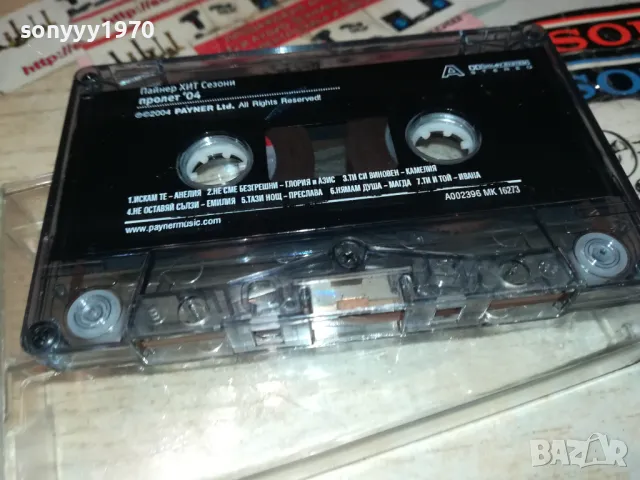 sonyyy1970
Пайнер ХИТ Сезони
пролет '04
℗©2004 PAYNER Ltd. All Rights Reserved!
A
STEREO
1.ИСКАМ ТЕ - АНЕЛИЯ 2.НЕ СМЕ БЕЗГРЕШНИ - ГЛОРИЯ и АЗИС 3.ТИ СИ ВИНОВЕН - КАМЕЛИЯ
4.НЕ ОСТАВЯЙ СЪЛЗИ - ЕМИЛИЯ 5.ТАЗИ НОЩ - ПРЕСЛАВА 6.НЯМАМ ДУША - МАГДА 7.ТИ И ТОЙ - ИВАНА
www.paynermusic.com
A002396 MK 16273
BAZAR
bg